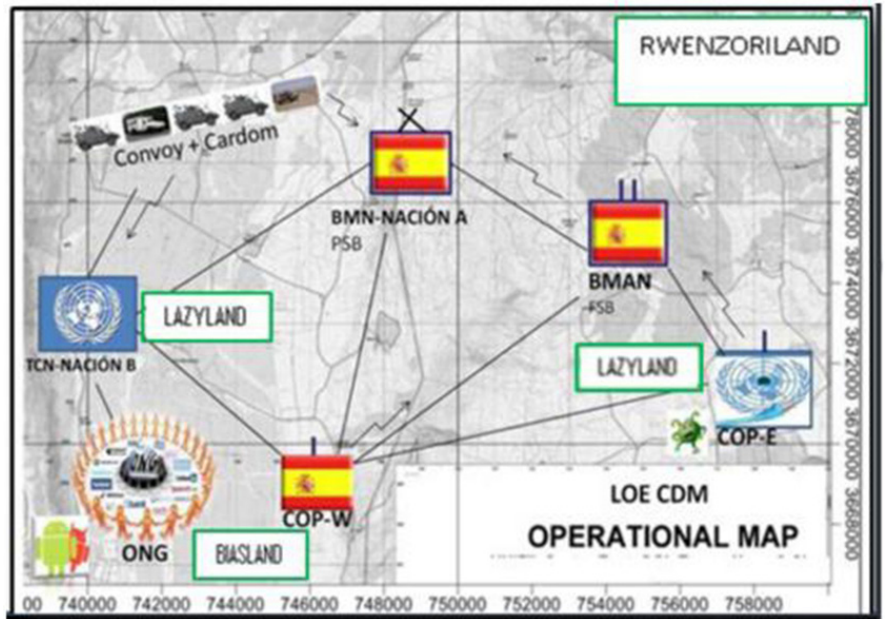 RWENZORILAND
Convoy + Cardom
BMN-NACIÓN A
PSB
BMAN
FSB
LAZYLAND
TCN-NACIÓN B
LAZYLAND
COP-E
COP-W
ONG
BIASLAND
LOE CDM
OPERATIONAL MAP
78000 3676000 3674000 3672000 3670000 3668000
00 740000 742000 744000 746000 748000 750000 752000 754000 756000 758000